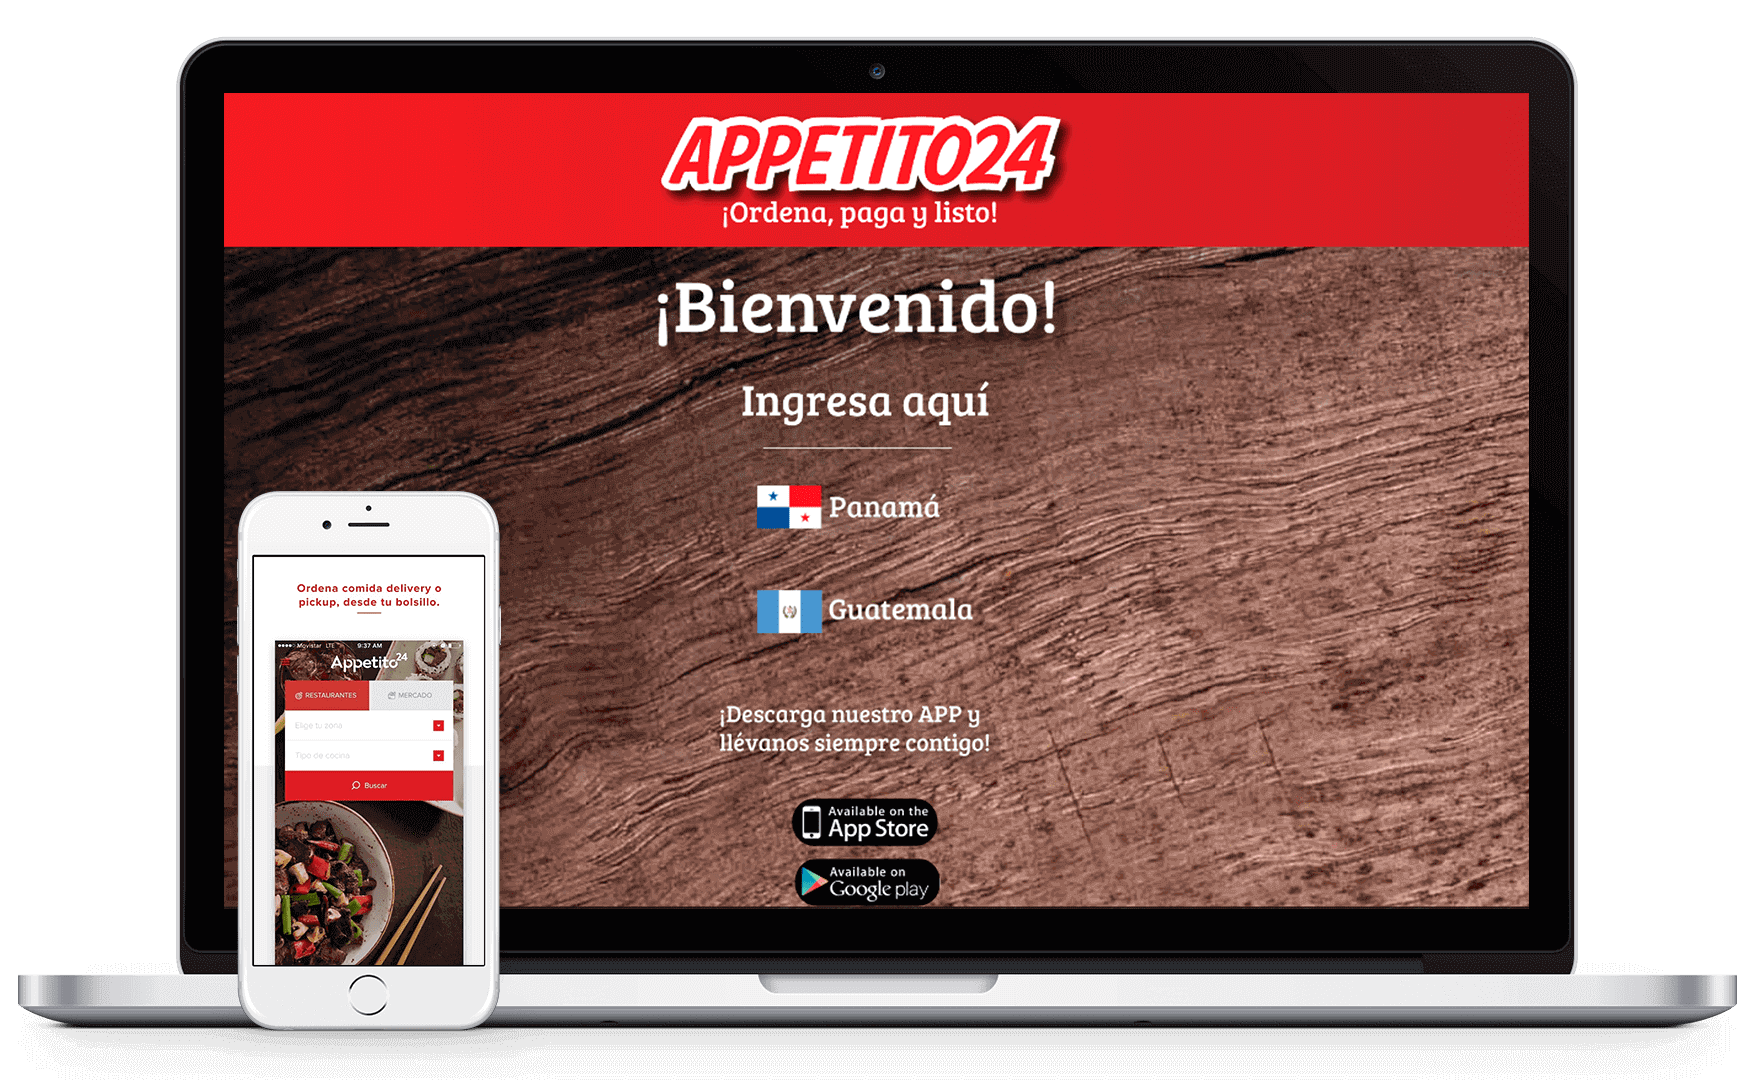 APPETITO24
¡Ordena, paga y listo!
¡Bienvenido!
Ingresa aquí
Panamá
Guatemala
¡Descarga nuestro APP y
llévanos siempre contigo!
Available on the
App Store
Available on
Google play
Ordena comida delivery o
pickup, desde tu bolsillo.
Movistar LTE 9:37 AM
Appetito24
RESTAURANTES MERCADO
Elige tu zona
Tipo de cocina
Buscar